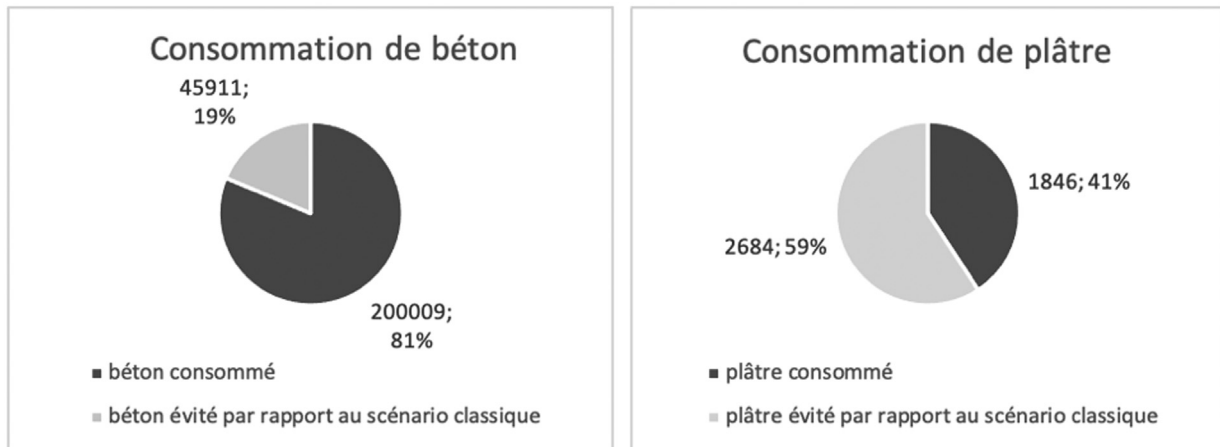 Consommation de béton
45911;
19%
200009;
81%
béton consommé
béton évité par rapport au scénario classique
Consommation de plâtre
1846; 41%
2684; 59%
plâtre consommé
plâtre évité par rapport au scénario classique